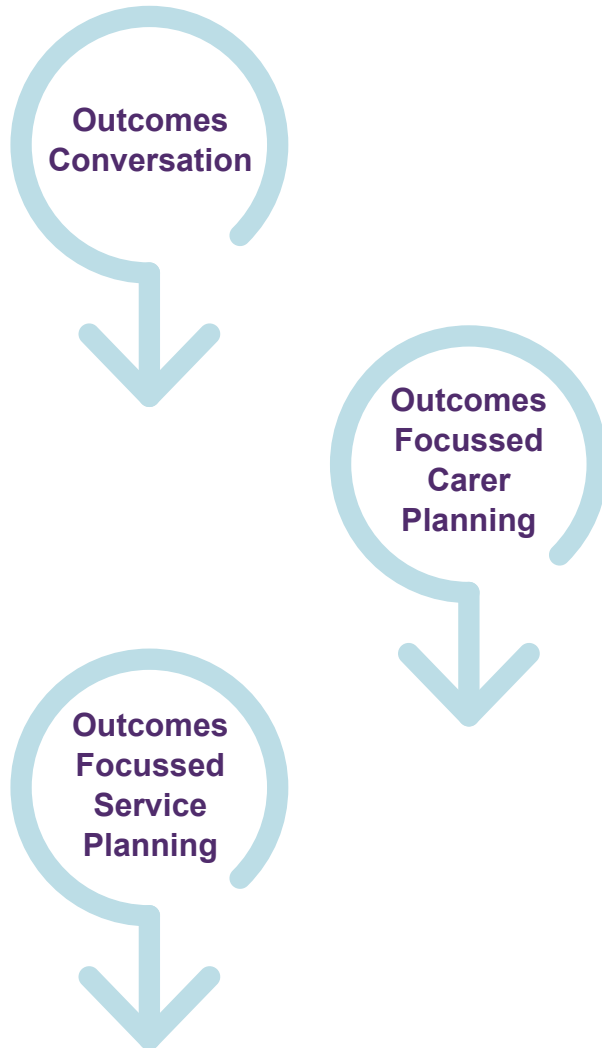 Outcomes
Conversation
Outcomes
Focussed
Carer
Planning
Outcomes
Focussed
Service
Planning